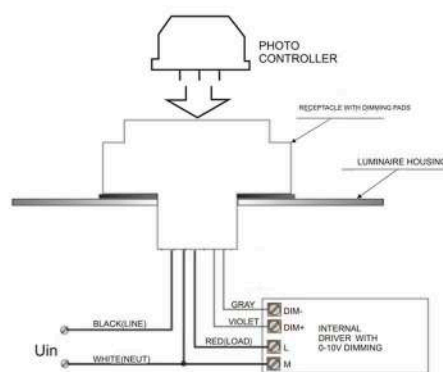 PHOTO
CONTROLLER
RECEPTACLE WITH DIMMING PADS
LUMINAIRE HOUSING
GRAY
DIM-
VIOLET
DIM+
BLACK(LINE)
RED(LOAD)
L
INTERNAL
DRIVER WITH
0-10V DIMMING
Uin
WHITE(NEUT)
M